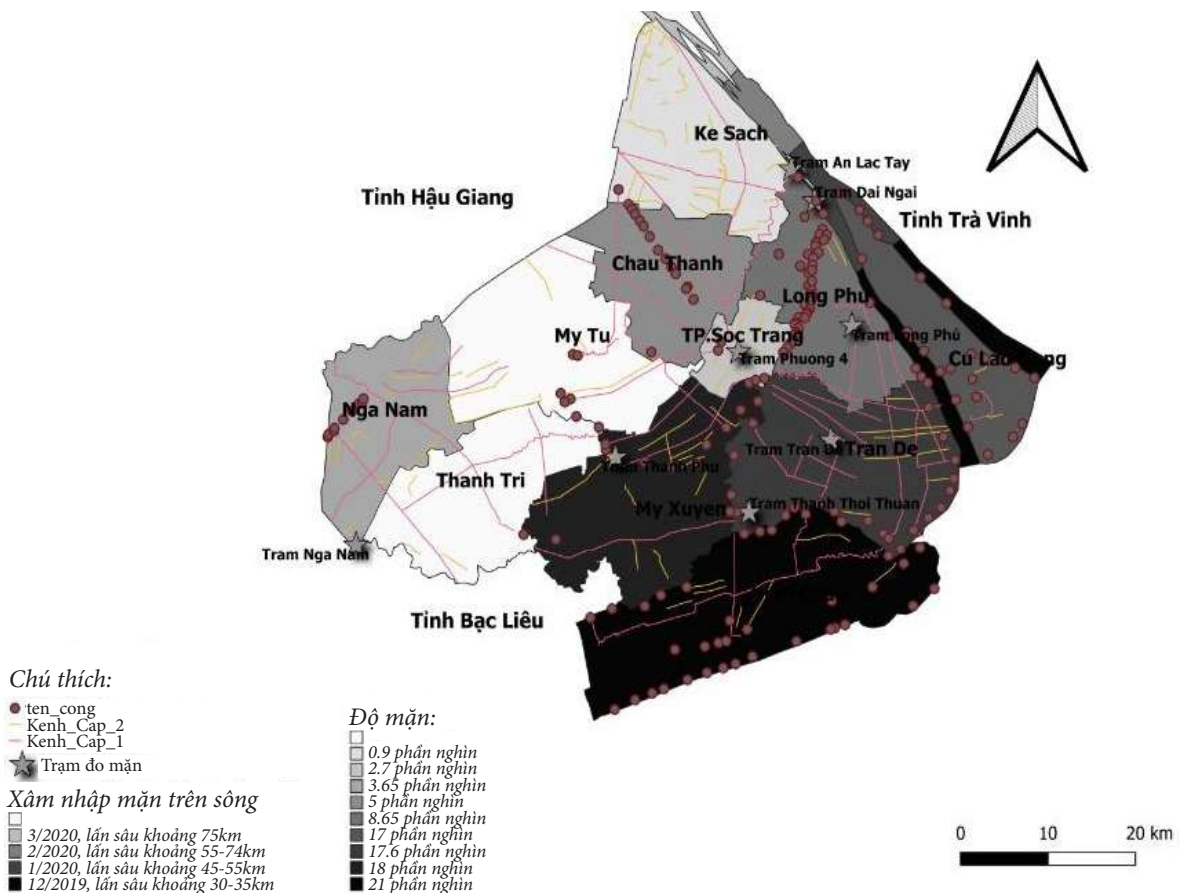 Ke Sach
Tram An Lac Tay
Tram Dai Ngai
Tỉnh Hậu Giang
Tỉnh Trà Vinh
Chau Thanh
Long Phu
My Tu
TP.Soc Trang
Tram Long Phú
Tram Phuong 4
Cu Lao Dung
Nga Nam
Tram Tran De
Tran De
Tram Thanh Phu
Thanh Tri
My Xuyen
Tram Thanh Thoi Thuan
Tram Nga Nam
Tỉnh Bạc Liêu
Chú thích:
ten_cong
Kenh_Cap_2
Kenh_Cap_1
Trạm đo mặn
Xâm nhập mặn trên sông
3/2020, lấn sâu khoảng 75km
2/2020, lấn sâu khoảng 55-74km
1/2020, lấn sâu khoảng 45-55km
12/2019, lấn sâu khoảng 30-35km
Độ mặn:
0.9 phần nghìn
2.7 phần nghìn
3.65 phần nghìn
5 phần nghìn
8.65 phần nghìn
17 phần nghìn
17.6 phần nghìn
18 phần nghìn
21 phần nghìn
0 10 20 km